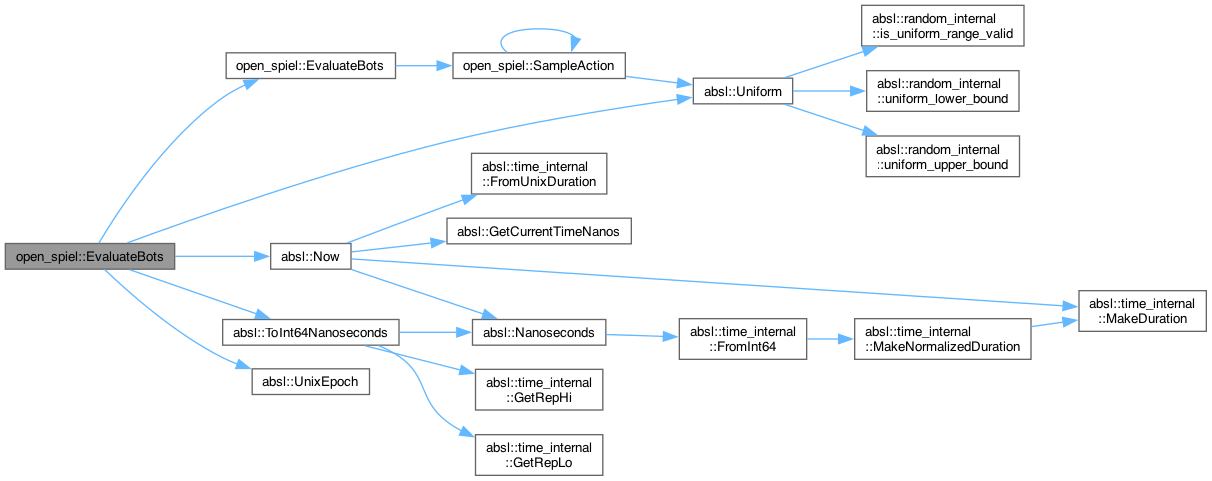 open_spiel::EvaluateBots
open_spiel::EvaluateBots
open_spiel::SampleAction
absl::Uniform
absl::random_internal
::is_uniform_range_valid
absl::random_internal
::uniform_lower_bound
absl::random_internal
::uniform_upper_bound
absl::Now
absl::time_internal
::FromUnixDuration
absl::GetCurrentTimeNanos
absl::ToInt64Nanoseconds
absl::Nanoseconds
absl::time_internal
::FromInt64
absl::time_internal
::MakeNormalizedDuration
absl::time_internal
::MakeDuration
absl::UnixEpoch
absl::time_internal
::GetRepHi
absl::time_internal
::GetRepLo